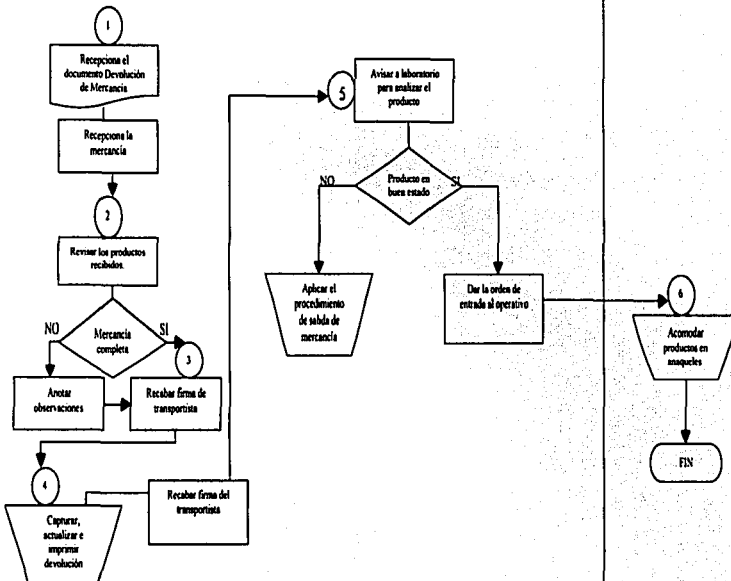 1
Recepciona el
documento Devolución
de Mercancía
Recepciona la
mercancía
2
Revisar los productos
recibidos.
NO
Mercancía
completa
SI
3
Anotar
observaciones
Recabar firma de
transportista
4
Capturar,
actualizar e
imprimir
devolución
Recabar firma del
transportista
5
Avisar a laboratorio
para analizar el
producto
NO
Producto en
buen estado
SI
Aplicar el
procedimiento
de salida de
mercancía
Dar la orden de
entrada al operativo
6
Acomodar
productos en
anaqueles
FIN